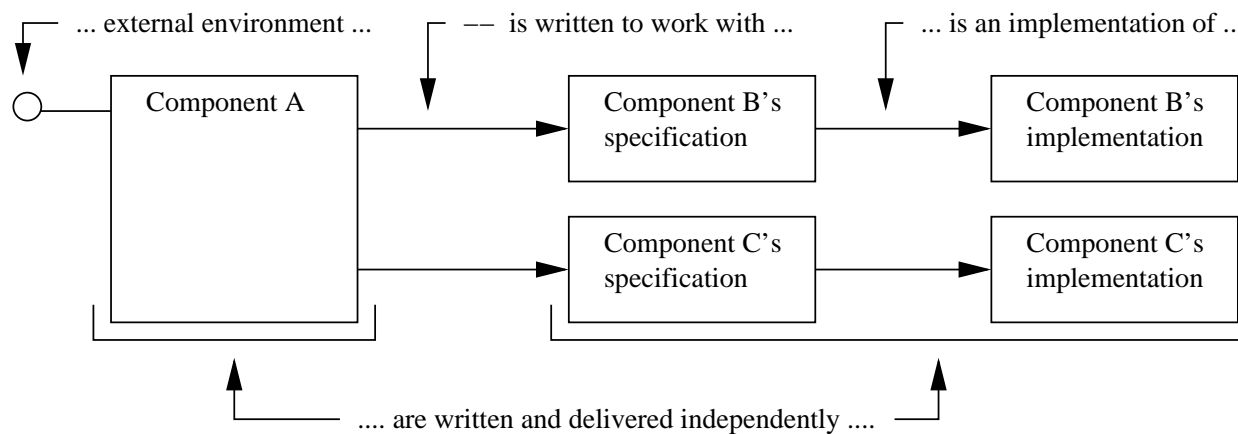 ... external environment ...
–– is written to work with ...
... is an implementation of ..
Component A
Component B's
specification
Component B's
implementation
Component C's
specification
Component C's
implementation
.... are written and delivered independently ....